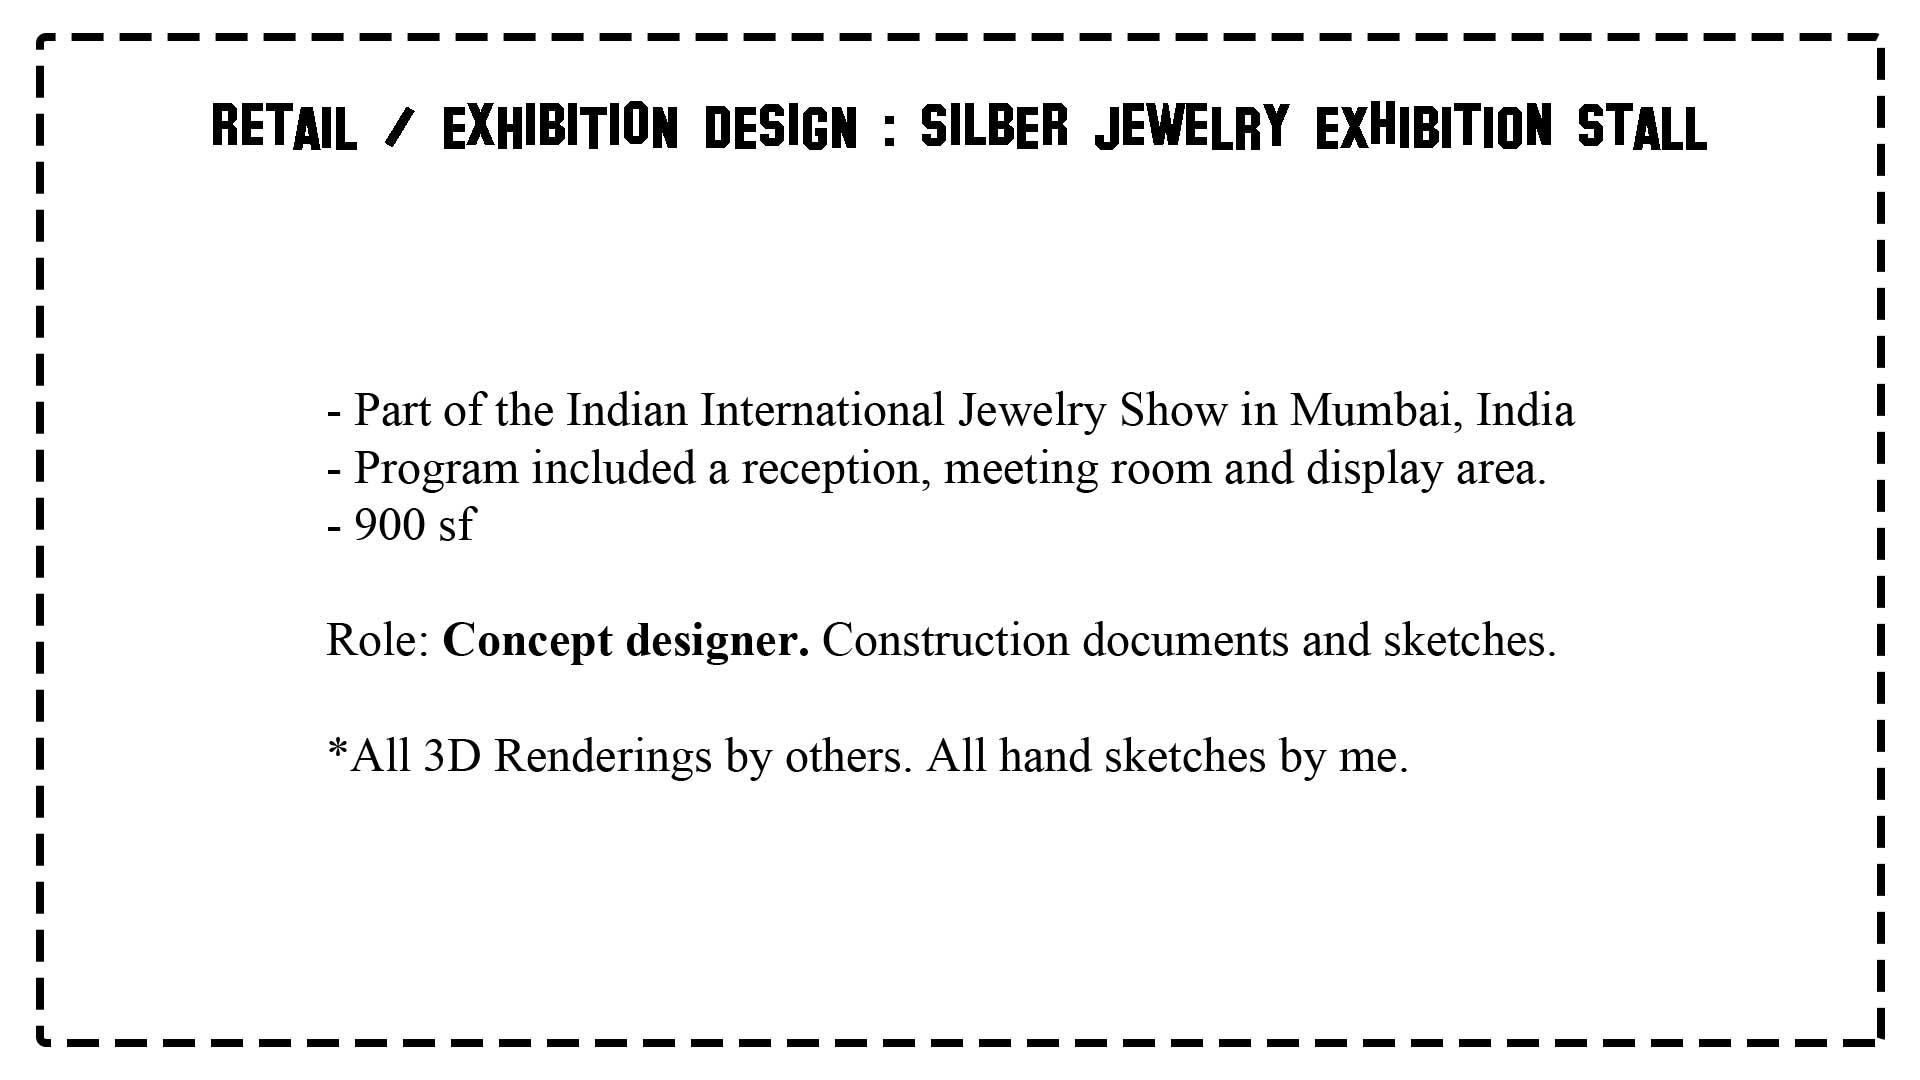 RETAIL / EXHIBITION DESIGN : SILBER JEWELRY EXHIBITION STALL
- Part of the Indian International Jewelry Show in Mumbai, India
- Program included a reception, meeting room and display area.
- 900 sf
Role: Concept designer. Construction documents and sketches.
*All 3D Renderings by others. All hand sketches by me.